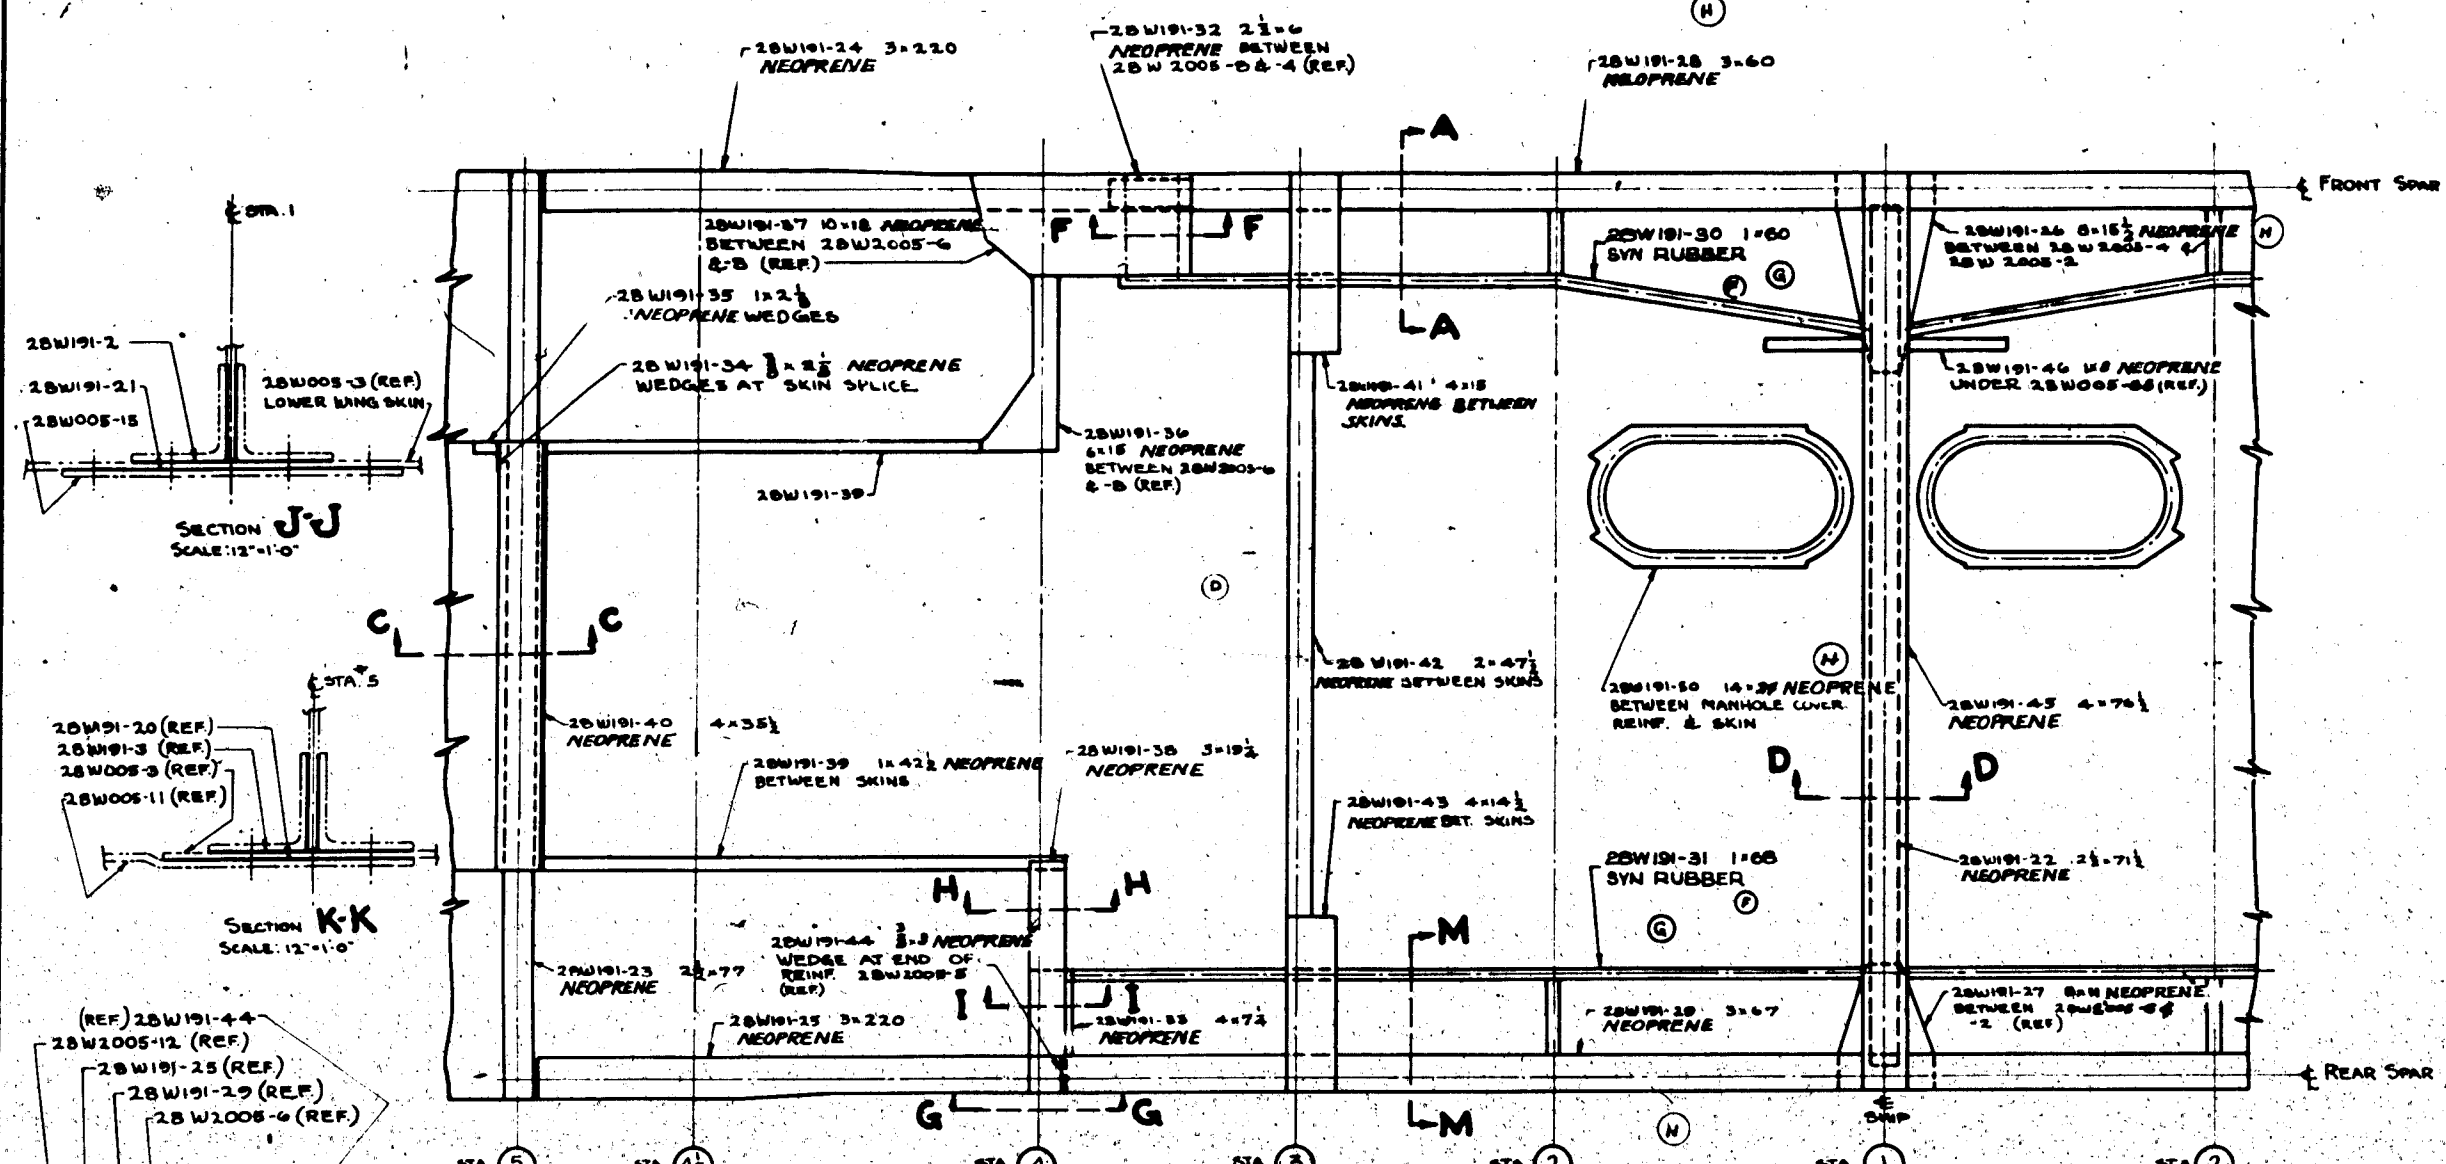 H
28W191-24 3×220
NEOPRENE
28W191-32 2½×6
NEOPRENE BETWEEN
28W2005-8 & -4 (REF.)
28W191-28 3×60
NEOPRENE
A
FRONT SPAR
℄ STA. 1
28W191-37 10×18 NEOPRENE
BETWEEN 28W2005-6
& -8 (REF.)
F F
28W191-30 1×60
SYN RUBBER
F G
NEOPRENE
BETWEEN 28W2005-4 &
28W2005-2
H
28W191-35
NEOPRENE WEDGES
A
28W191-2
28W191-21
28W005-15
28W005-3 (REF.)
LOWER WING SKIN
28W191-34 NEOPRENE
WEDGES AT SKIN SPLICE
28W191-41 4×15
NEOPRENE BETWEEN
SKINS.
28W191-46 NEOPRENE
UNDER (REF.)
28W191-36
6×15 NEOPRENE
BETWEEN 28W2005-6
& -8 (REF.)
28W191-39
SECTION J-J
SCALE: 12"=1'-0"
D
C C
28W191-42 2×47½
NEOPRENE BETWEEN SKINS
H
28W191-50 NEOPRENE
BETWEEN MANHOLE COVER
REINF. & SKIN
28W191-45 4×76½
NEOPRENE
℄ STA. 5
28W191-20 (REF.)
28W191-3 (REF.)
28W005-3 (REF.)
28W005-11 (REF.)
28W191-40 4×35½
NEOPRENE
28W191-39 1×42½ NEOPRENE
BETWEEN SKINS
28W191-38
NEOPRENE
D D
28W191-43 4×14½
NEOPRENE BET. SKINS
28W191-31 1×68
SYN RUBBER
F
G
28W191-22 2½×71½
NEOPRENE
SECTION K-K
SCALE: 12"=1'-0"
H H
28W191-44 NEOPRENE
WEDGE AT END OF
REINF.
(REF.)
M
28W191-23 2½×77
NEOPRENE
I I
28W191-25 3×220
NEOPRENE
28W191-33
NEOPRENE
28W191-29 3×67
NEOPRENE
28W191-27 NEOPRENE
BETWEEN
-2 (REF)
(REF.) 28W191-44
28W2005-12 (REF.)
28W191-25 (REF.)
28W191-29 (REF.)
28W2005-6 (REF.)
G G
M
H
℄ SHIP
℄ REAR SPAR
STA. 5
STA. 4
STA. 3
STA. 2
STA. 1
STA. 2